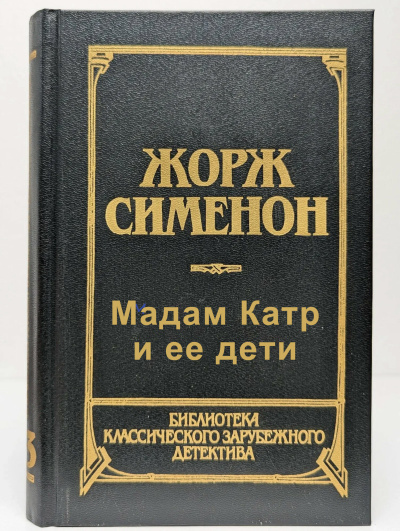 ЖОРЖ
СИМЕНОН
Мадам Катр
и ее дети
БИБЛИОТЕКА
КЛАССИЧЕСКОГО ЗАРУБЕЖНОГО
ДЕТЕКТИВА